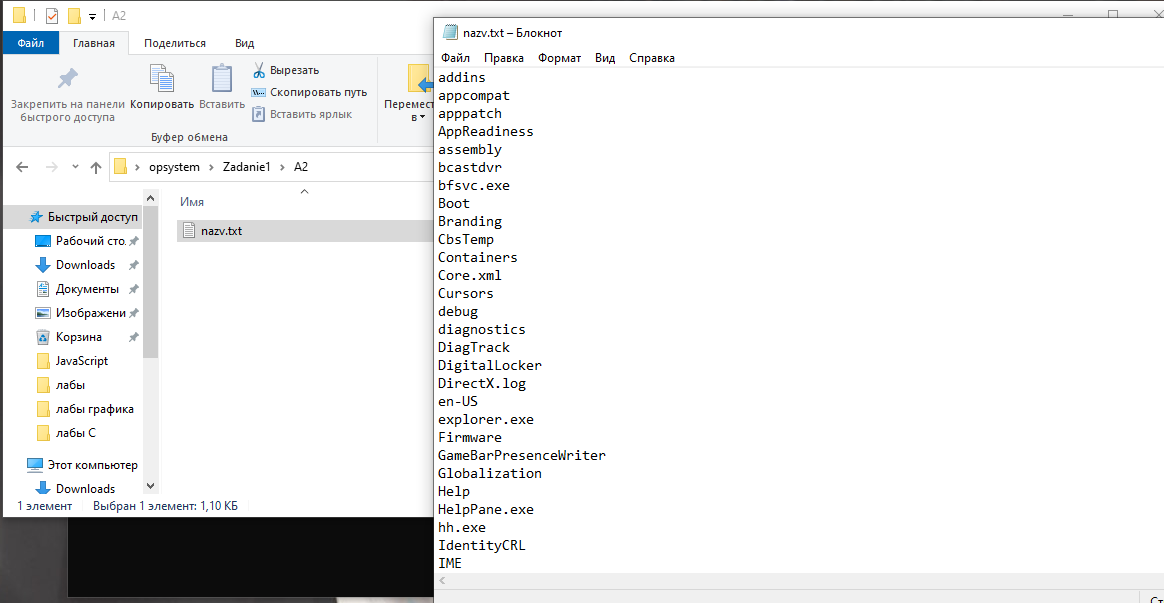 A2
Файл Главная Поделиться Вид
Закрепить на панели быстрого доступа
Копировать
Вставить
Вырезать
Скопировать путь
Вставить ярлык
в
Буфер обмена
opsystem Zadanie1 A2
Быстрый доступ
Рабочий сто.
Downloads
Документы
Изображени
Корзина
JavaScript
лабы
лабы графика
лабы С
Этот компьютер
Downloads
Имя
nazv.txt
1 элемент Выбран 1 элемент: 1,10 КБ
nazv.txt – Блокнот
Файл Правка Формат Вид Справка
addins
appcompat
apppatch
AppReadiness
assembly
bcastdvr
bfsvc.exe
Boot
Branding
CbsTemp
Containers
Core.xml
Cursors
debug
diagnostics
DiagTrack
DigitalLocker
DirectX.log
en-US
explorer.exe
Firmware
GameBarPresenceWriter
Globalization
Help
HelpPane.exe
hh.exe
IdentityCRL
IME